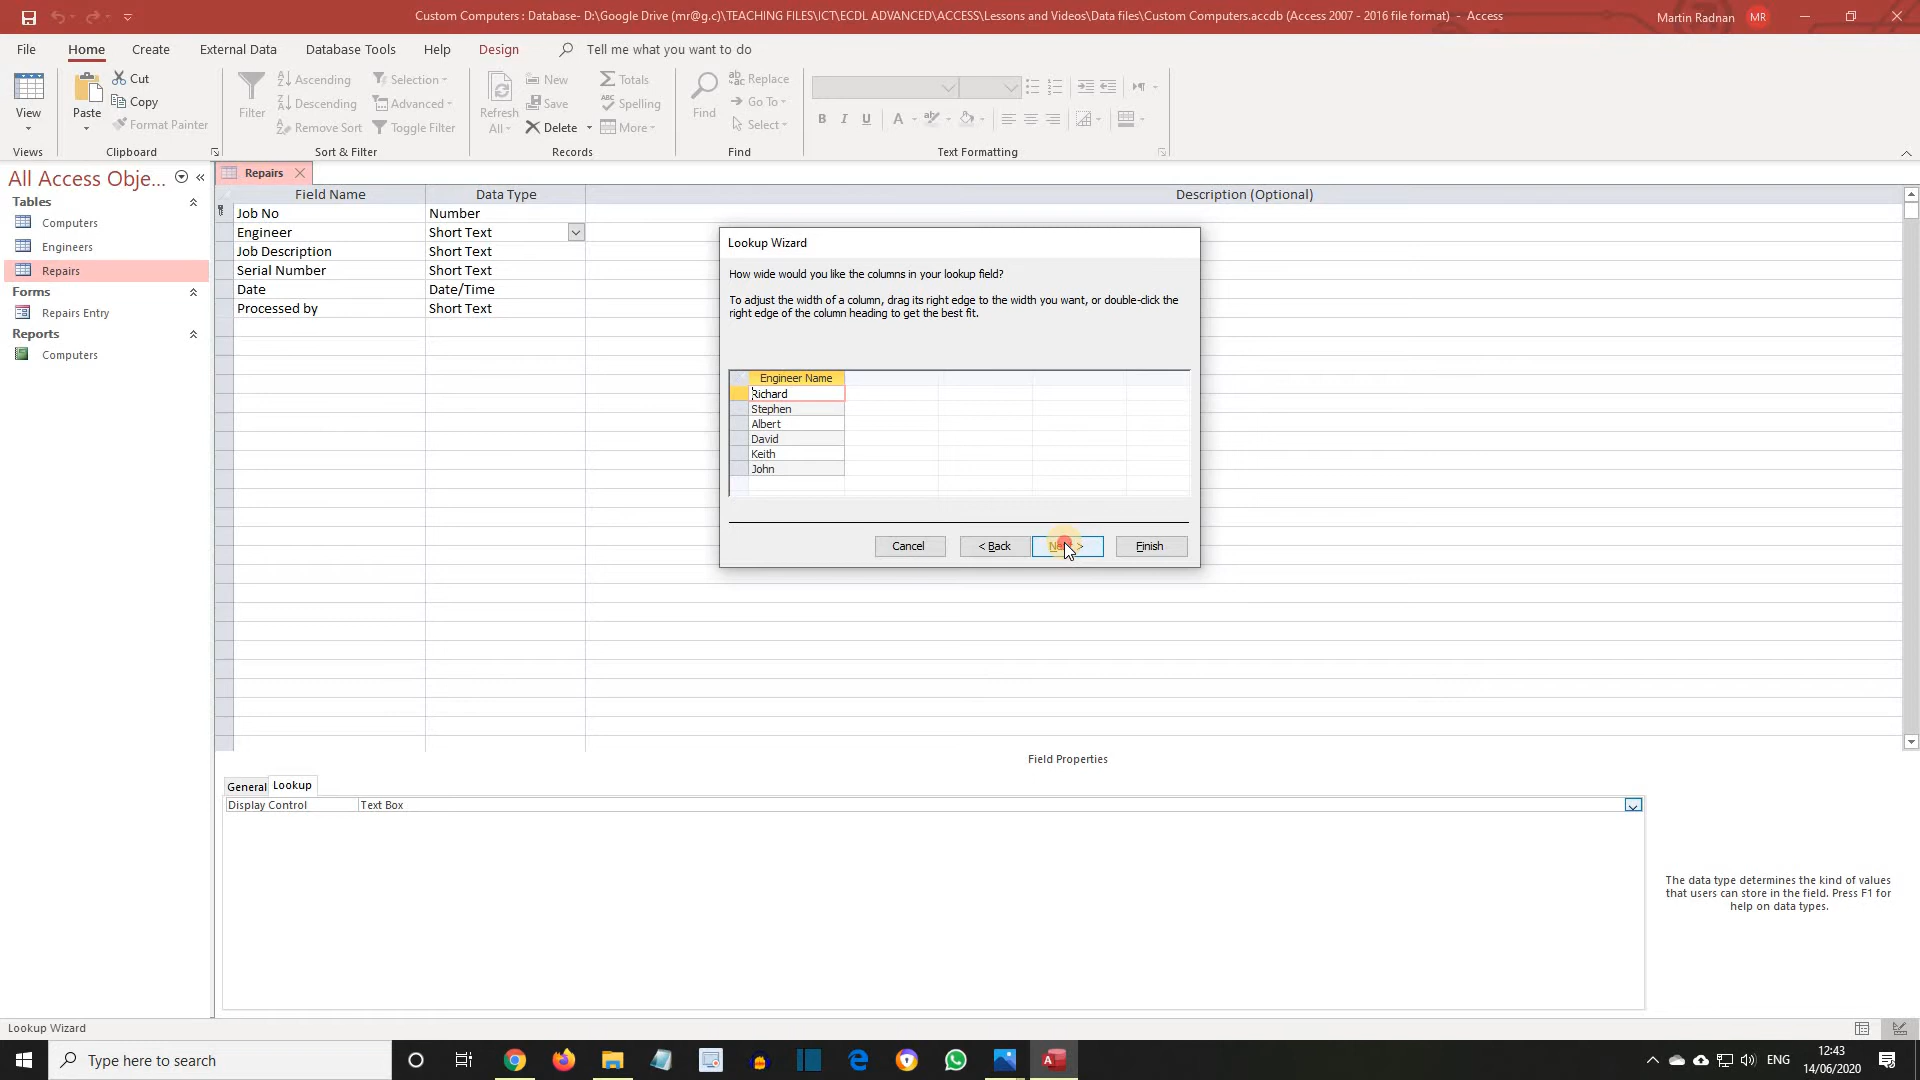 Custom Computers : Database- D:\Google Drive (mr@g.c)\TEACHING FILES\ICT\ECDL ADVANCED\ACCESS\Lessons and Videos\Data files\Custom Computers.accdb (Access 2007 - 2016 file format) - Access
Martin Radnan MR
File Home Create External Data Database Tools Help Design Tell me what you want to do
View
Views
Paste
Cut
Copy
Format Painter
Clipboard
Filter
Ascending
Descending
Remove Sort
Selection
Advanced
Toggle Filter
Sort & Filter
Refresh
All
New
Save
Delete
Totals
Spelling
More
Records
Find
Replace
Go To
Select
Find
B I U A
Text Formatting
All Access Obje...
Tables
Computers
Engineers
Repairs
Forms
Repairs Entry
Reports
Computers
Repairs
Field Name Data Type Description (Optional)
Job No Number
Engineer Short Text
Job Description Short Text
Serial Number Short Text
Date Date/Time
Processed by Short Text
Lookup Wizard
How wide would you like the columns in your lookup field?
To adjust the width of a column, drag its right edge to the width you want, or double-click the
right edge of the column heading to get the best fit.
Engineer Name
Richard
Stephen
Albert
David
Keith
John
Cancel < Back Next > Finish
Field Properties
General Lookup
Display Control Text Box
The data type determines the kind of values
that users can store in the field. Press F1 for
help on data types.
Lookup Wizard
Type here to search
ENG
12:43
14/06/2020